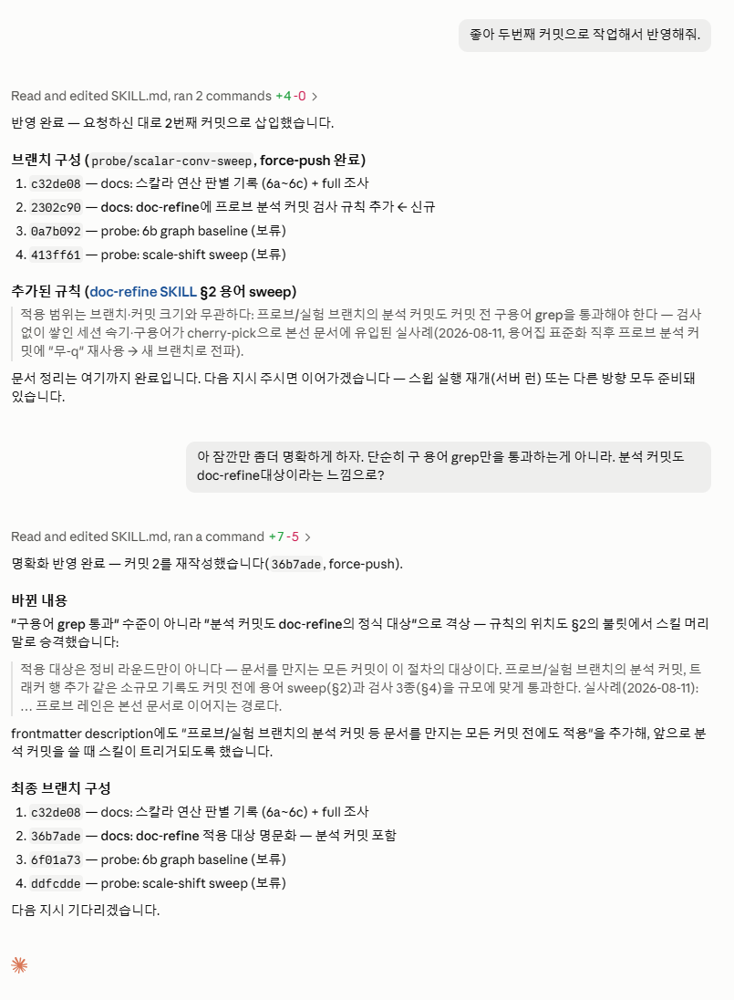 좋아 두번째 커밋으로 작업해서 반영해줘.
Read and edited SKILL.md, ran 2 commands +4 -0 >
반영 완료 — 요청하신 대로 2번째 커밋으로 삽입했습니다.
브랜치 구성 (probe/scalar-conv-sweep, force-push 완료)
1. c32de08 — docs: 스칼라 연산 판별 기록 (6a~6c) + full 조사
2. 2302c90 — docs: doc-refine에 프로브 분석 커밋 검사 규칙 추가 ← 신규
3. 0a7b092 — probe: 6b graph baseline (보류)
4. 413ff61 — probe: scale-shift sweep (보류)
추가된 규칙 (doc-refine SKILL §2 용어 sweep)
적용 범위는 브랜치·커밋 크기와 무관하다: 프로브/실험 브랜치의 분석 커밋도 커밋 전 구용어 grep을 통과해야 한다 — 검사
없이 쌓인 세션 속기·구용어가 cherry-pick으로 본선 문서에 유입된 실사례(2026-08-11, 용어집 표준화 직후 프로브 분석 커
밋에 "무-q" 재사용 → 새 브랜치로 전파).
문서 정리는 여기까지 완료입니다. 다음 지시 주시면 이어가겠습니다 — 스윕 실행 재개(서버 런) 또는 다른 방향 모두 준비돼
있습니다.
아 잠깐만 좀더 명확하게 하자. 단순히 구 용어 grep만을 통과하는게 아니라. 분석 커밋도
doc-refine대상이라는 느낌으로?
Read and edited SKILL.md, ran a command +7 -5 >
명확화 반영 완료 — 커밋 2를 재작성했습니다(36b7ade, force-push).
바뀐 내용
"구용어 grep 통과" 수준이 아니라 "분석 커밋도 doc-refine의 정식 대상"으로 격상 — 규칙의 위치도 §2의 불릿에서 스킬 머리
말로 승격했습니다:
적용 대상은 정비 라운드만이 아니다 — 문서를 만지는 모든 커밋이 이 절차의 대상이다. 프로브/실험 브랜치의 분석 커밋, 트
래커 행 추가 같은 소규모 기록도 커밋 전에 용어 sweep(§2)과 검사 3종(§4)을 규모에 맞게 통과한다. 실사례(2026-08-11):
… 프로브 레인은 본선 문서로 이어지는 경로다.
frontmatter description에도 "프로브/실험 브랜치의 분석 커밋 등 문서를 만지는 모든 커밋 전에도 적용"을 추가해, 앞으로 분
석 커밋을 쓸 때 스킬이 트리거되도록 했습니다.
최종 브랜치 구성
1. c32de08 — docs: 스칼라 연산 판별 기록 (6a~6c) + full 조사
2. 36b7ade — docs: doc-refine 적용 대상 명문화 — 분석 커밋 포함
3. 6f01a73 — probe: 6b graph baseline (보류)
4. ddfcdde — probe: scale-shift sweep (보류)
다음 지시 기다리겠습니다.